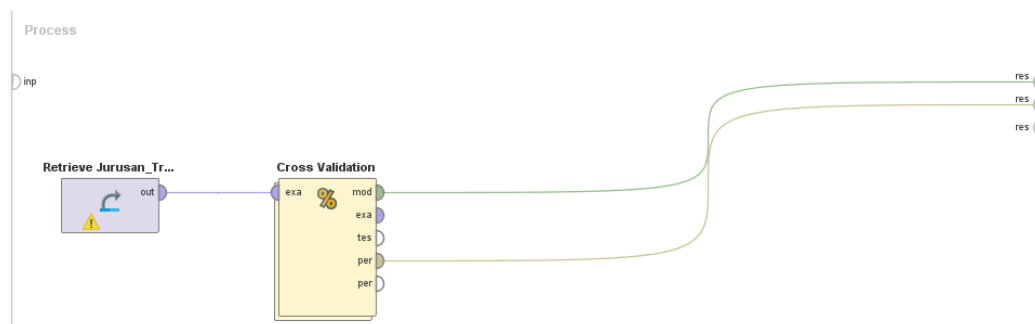 Process
inp
res
res
res
Retrieve Jurusan_Tr...
out
Cross Validation
exa
%
mod
exa
tes
per
per